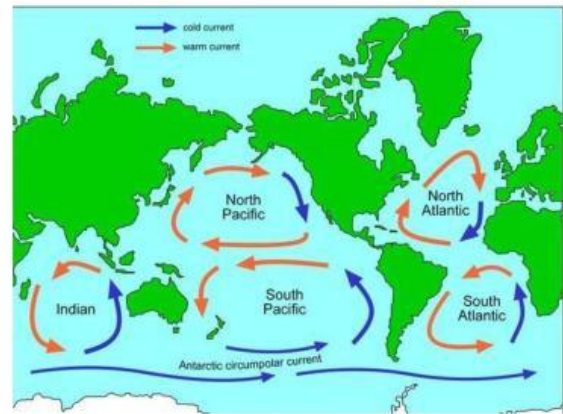 cold current
warm current
North
Pacific
North
Atlantic
Indian
South
Pacific
South
Atlantic
Antarctic circumpolar current